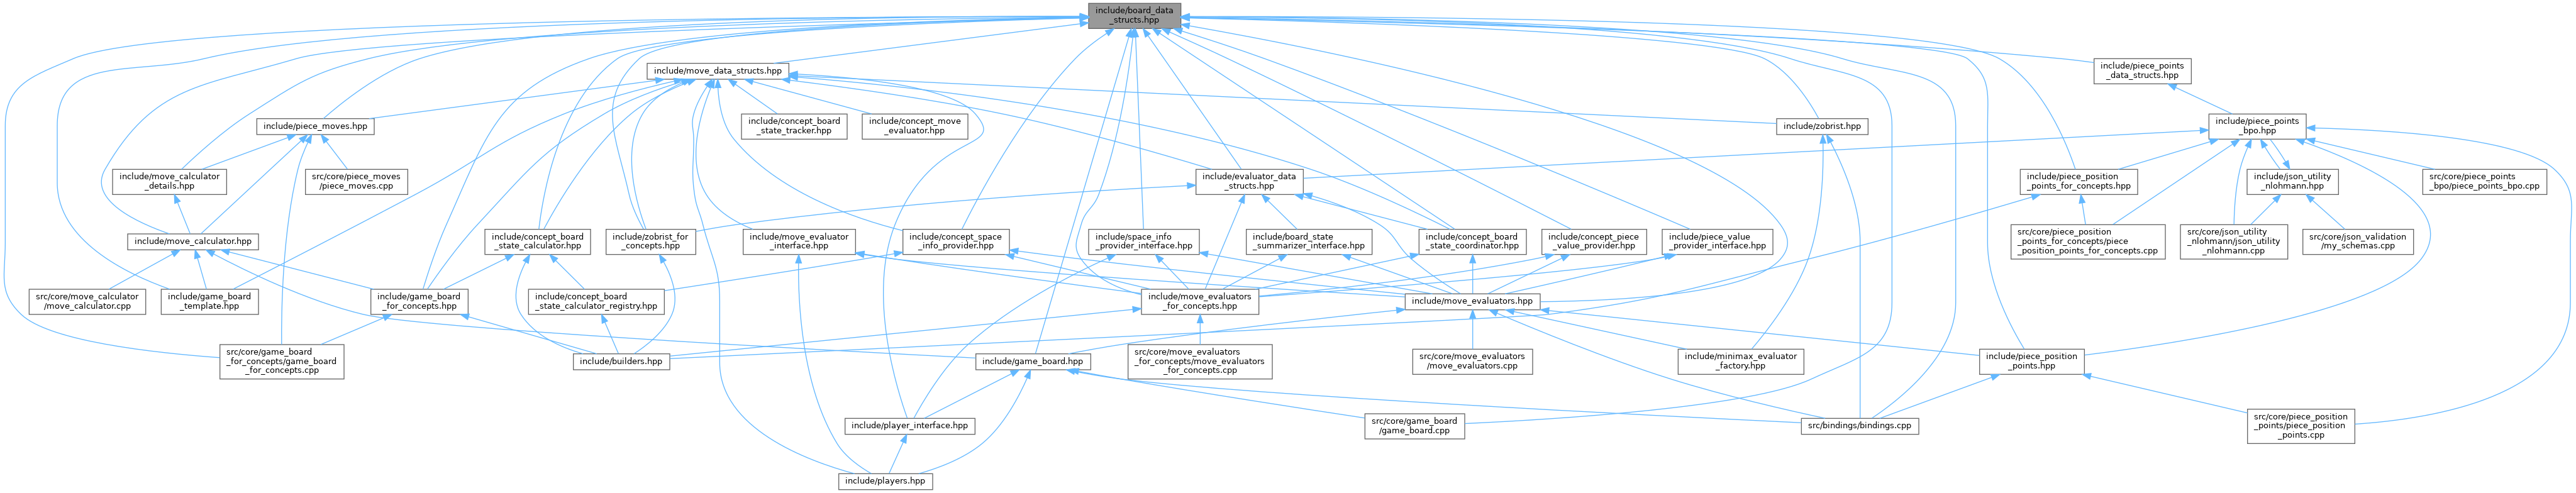 include/board_data
_structs.hpp
include/move_data_structs.hpp
include/piece_points
_data_structs.hpp
include/piece_moves.hpp
include/concept_board
_state_tracker.hpp
include/concept_move
_evaluator.hpp
include/zobrist.hpp
include/piece_points
_bpo.hpp
include/move_calculator
_details.hpp
src/core/piece_moves
/piece_moves.cpp
include/evaluator_data
_structs.hpp
include/piece_position
_points_for_concepts.hpp
include/json_utility
_nlohmann.hpp
src/core/piece_points
_bpo/piece_points_bpo.cpp
include/move_calculator.hpp
include/concept_board
_state_calculator.hpp
include/zobrist_for
_concepts.hpp
include/move_evaluator
_interface.hpp
include/concept_space
_info_provider.hpp
include/space_info
_provider_interface.hpp
include/board_state
_summarizer_interface.hpp
include/concept_board
_state_coordinator.hpp
include/concept_piece
_value_provider.hpp
include/piece_value
_provider_interface.hpp
src/core/piece_position
_points_for_concepts/piece
_position_points_for_concepts.cpp
src/core/json_utility
_nlohmann/json_utility
_nlohmann.cpp
src/core/json_validation
/my_schemas.cpp
src/core/move_calculator
/move_calculator.cpp
include/game_board
_template.hpp
include/game_board
_for_concepts.hpp
include/concept_board
_state_calculator_registry.hpp
include/move_evaluators
_for_concepts.hpp
include/move_evaluators.hpp
src/core/game_board
_for_concepts/game_board
_for_concepts.cpp
include/builders.hpp
include/game_board.hpp
src/core/move_evaluators
_for_concepts/move_evaluators
_for_concepts.cpp
src/core/move_evaluators
/move_evaluators.cpp
include/minimax_evaluator
_factory.hpp
include/piece_position
_points.hpp
include/player_interface.hpp
src/core/game_board
/game_board.cpp
src/bindings/bindings.cpp
src/core/piece_position
_points/piece_position
_points.cpp
include/players.hpp